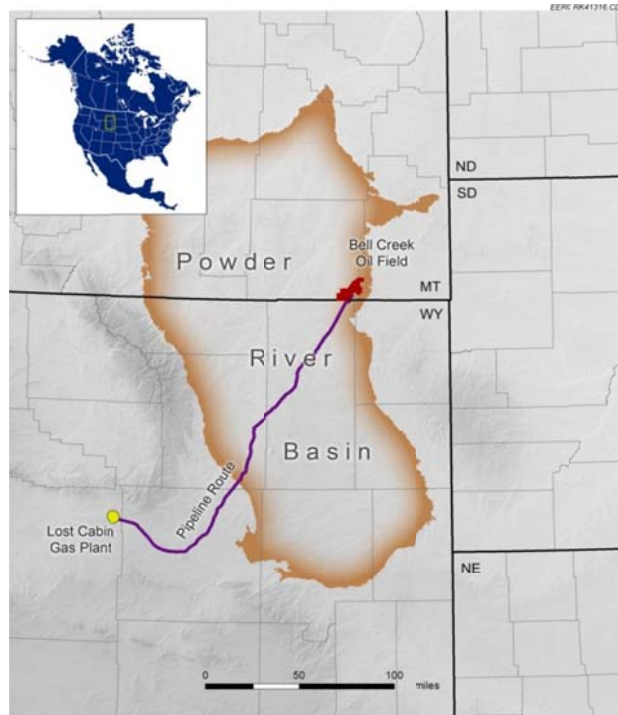 EERC RK41316.CDR
ND
SD
Bell Creek
Oil Field
Powder
MT
WY
River
Basin
Pipeline Route
Lost Cabin
Gas Plant
NE
0 50 100
miles